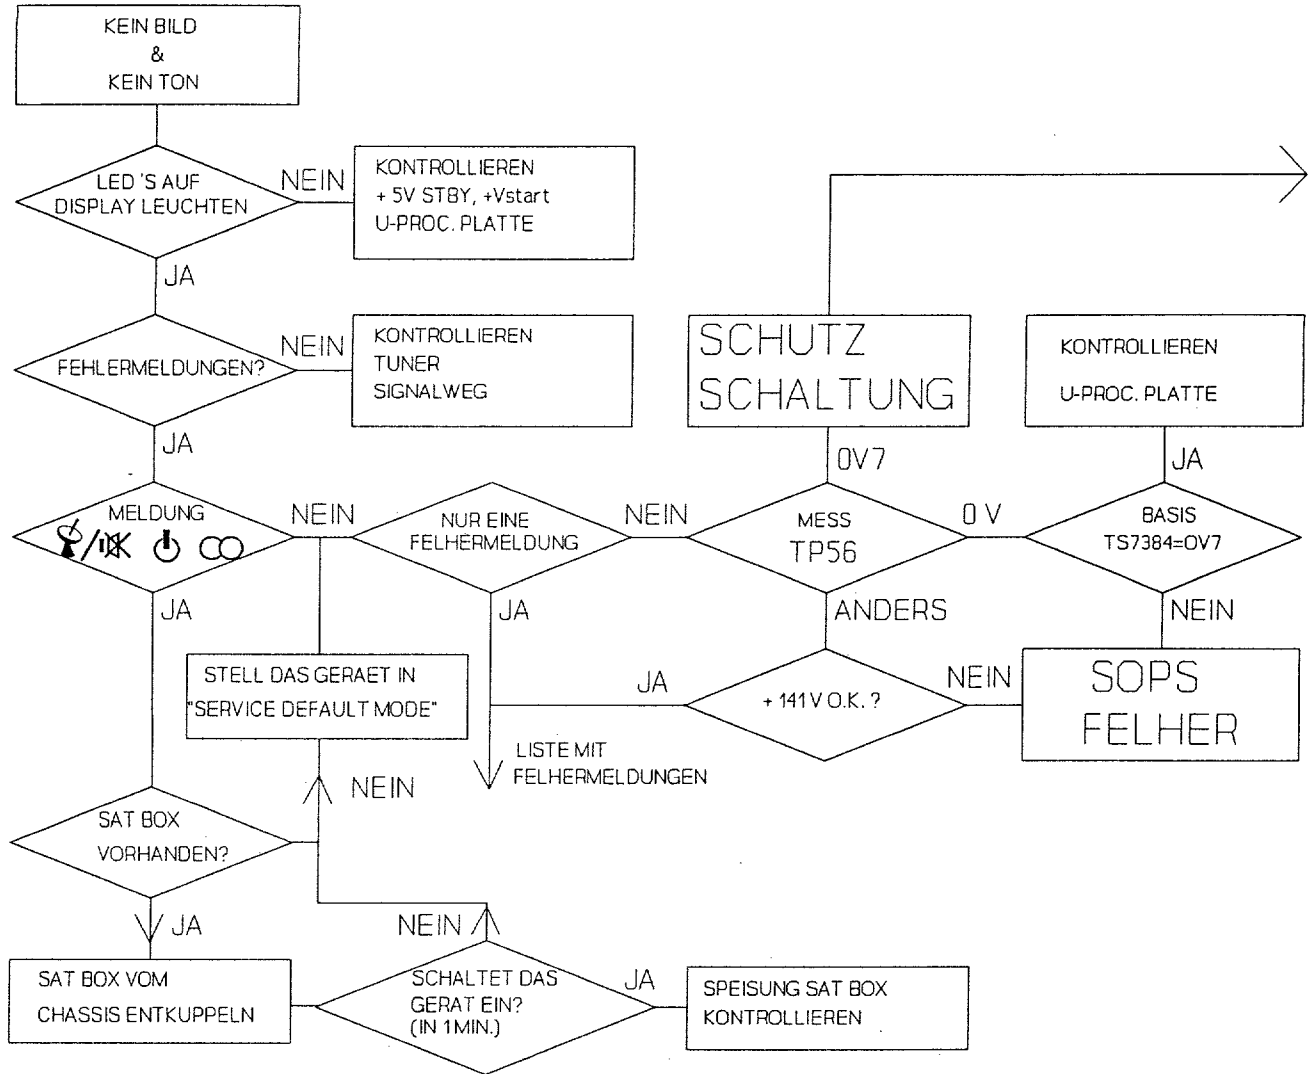 KEIN BILD
&
KEIN TON
LED 'S AUF
DISPLAY LEUCHTEN
NEIN
KONTROLLIEREN
+ 5V STBY, +Vstart
U-PROC. PLATTE
JA
FEHLERMELDUNGEN?
NEIN
KONTROLLIEREN
TUNER
SIGNALWEG
SCHUTZ
SCHALTUNG
KONTROLLIEREN
U-PROC. PLATTE
JA
0V7
JA
MELDUNG
NEIN
NUR EINE
FELHERMELDUNG
NEIN
MESS
TP56
0 V
BASIS
TS7384=0V7
JA
JA
ANDERS
NEIN
STELL DAS GERAET IN
"SERVICE DEFAULT MODE"
JA
+ 141 V O.K. ?
NEIN
SOPS
FELHER
LISTE MIT
FELHERMELDUNGEN
NEIN
SAT BOX
VORHANDEN?
JA
NEIN
SAT BOX VOM
CHASSIS ENTKUPPELN
SCHALTET DAS
GERAT EIN?
(IN 1 MIN.)
JA
SPEISUNG SAT BOX
KONTROLLIEREN